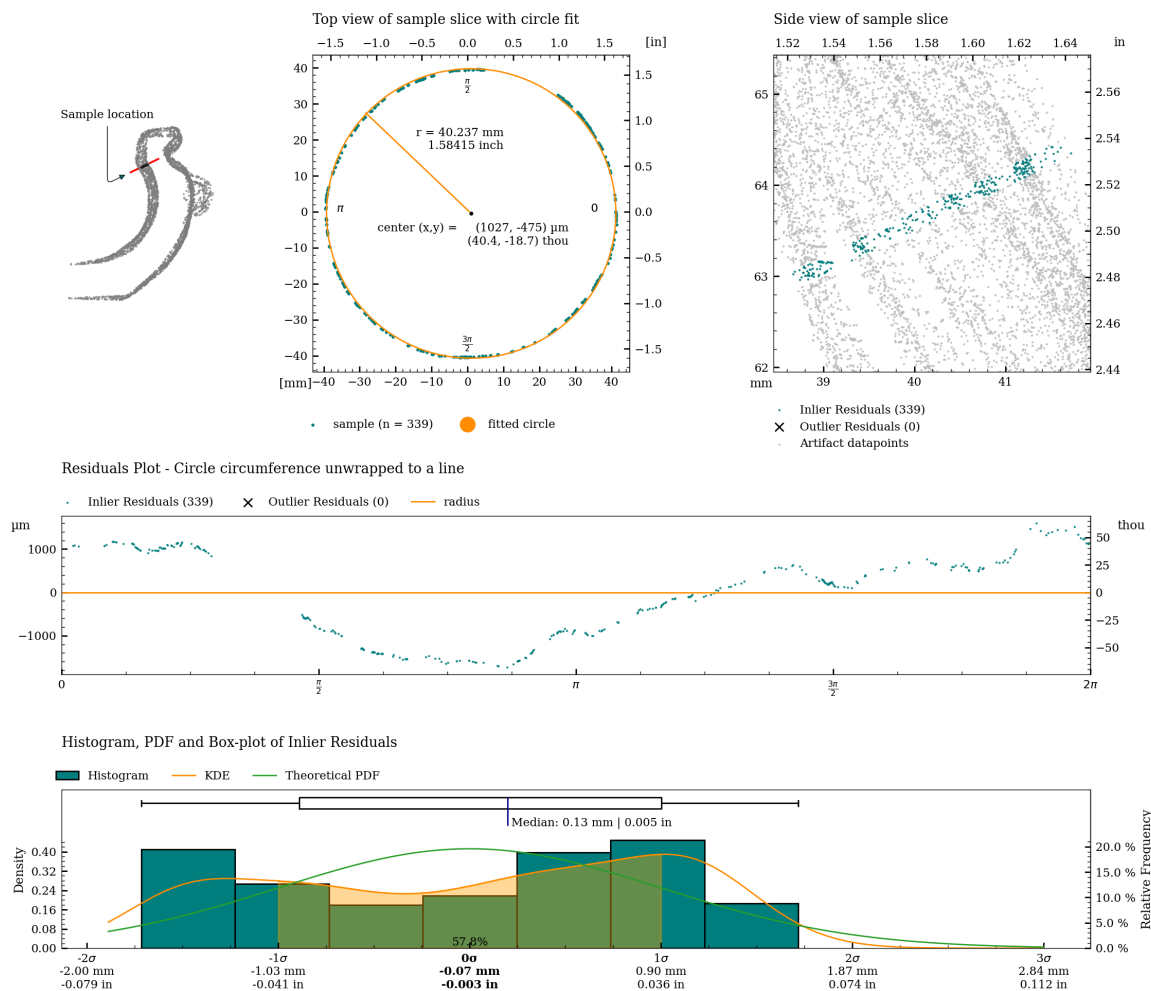 Top view of sample slice with circle fit
Side view of sample slice
−1.5 −1.0 −0.5 0.0 0.5 1.0 1.5 [in]
1.52 1.54 1.56 1.58 1.60 1.62 1.64 in
Sample location
40
30
20
10
0
−10
−20
−30
−40
1.5
1.0
0.5
0.0
−0.5
−1.0
−1.5
π/2
r = 40.237 mm
1.58415 inch
π
0
center (x,y) = (1027, -475) µm
(40.4, -18.7) thou
3π/2
[mm] −40 −30 −20 −10 0 10 20 30 40
65
64
63
62
2.56
2.54
2.52
2.50
2.48
2.46
2.44
mm 39 40 41
sample (n = 339) fitted circle
Inlier Residuals (339)
Outlier Residuals (0)
Artifact datapoints
Residuals Plot - Circle circumference unwrapped to a line
Inlier Residuals (339) Outlier Residuals (0) radius
µm
thou
1000
0
−1000
50
25
0
−25
−50
0 π/2 π 3π/2 2π
Histogram, PDF and Box-plot of Inlier Residuals
Histogram KDE Theoretical PDF
Median: 0.13 mm | 0.005 in
Density
0.40
0.32
0.24
0.16
0.08
0.00
Relative Frequency
20.0 %
15.0 %
10.0 %
5.0 %
0.0 %
57.8%
-2σ -1σ 0σ 1σ 2σ 3σ
-2.00 mm -1.03 mm -0.07 mm 0.90 mm 1.87 mm 2.84 mm
-0.079 in -0.041 in -0.003 in 0.036 in 0.074 in 0.112 in